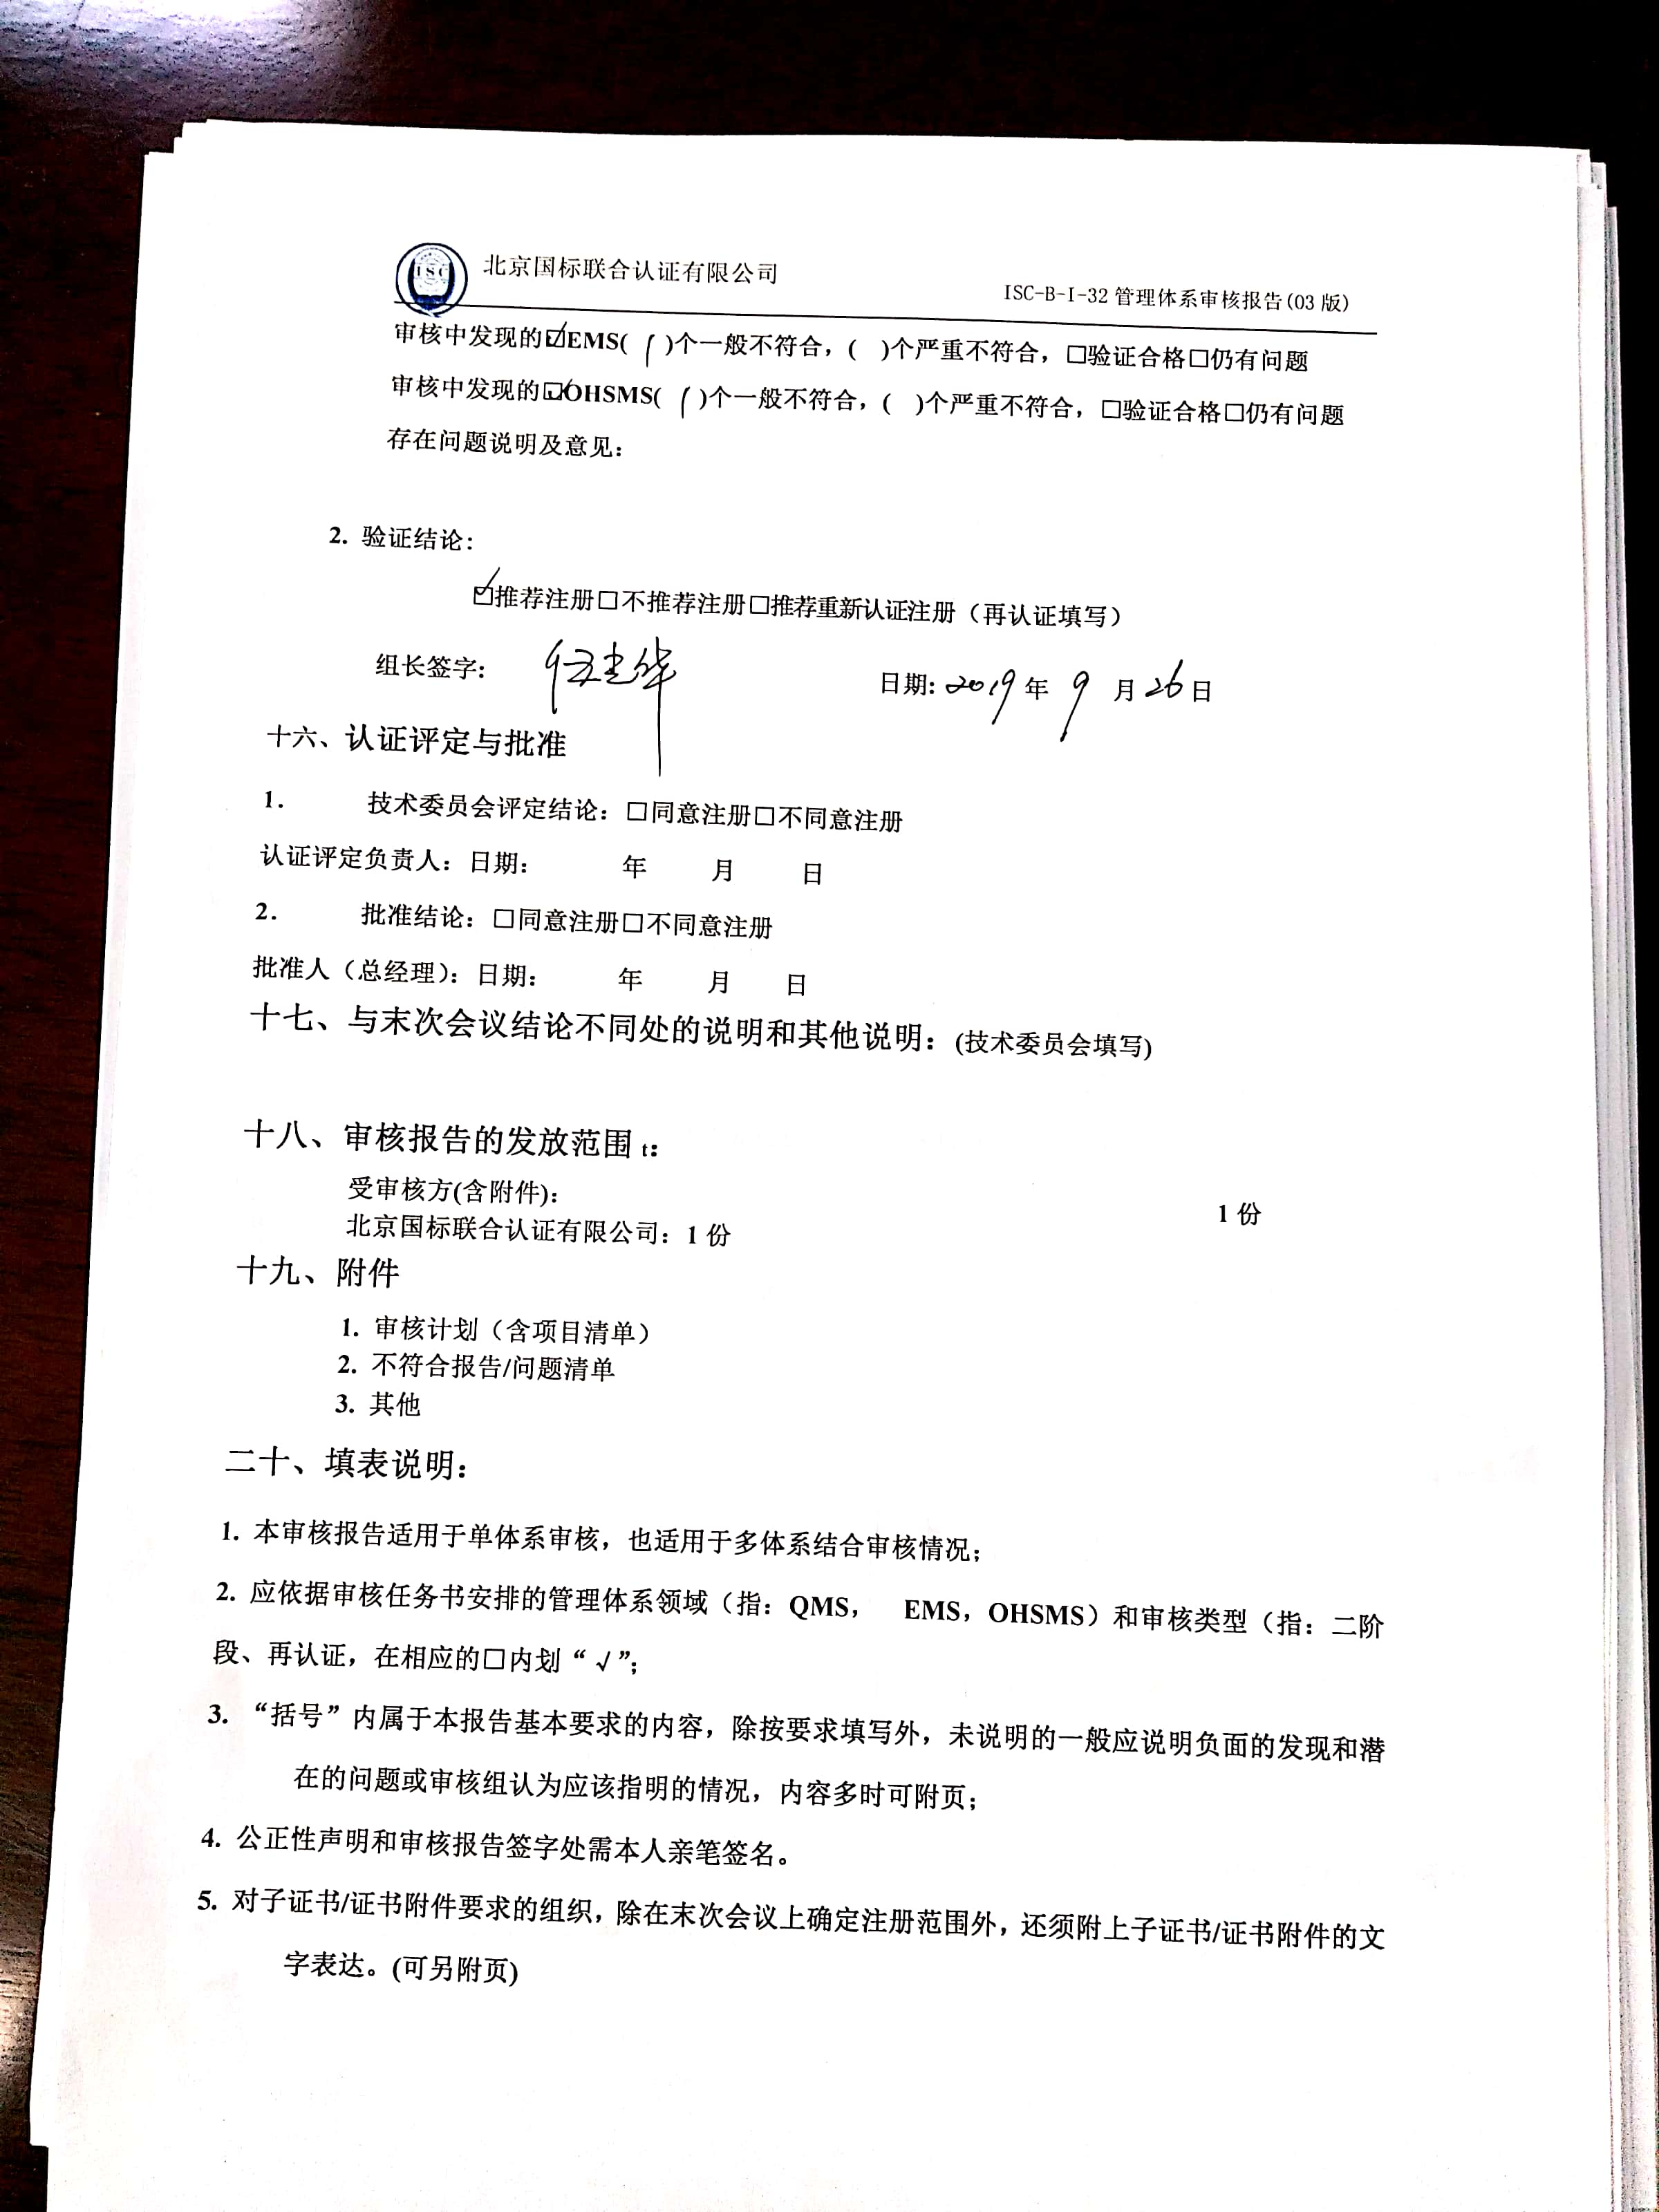 ISC
北京国标联合认证有限公司
ISC-B-I-32 管理体系审核报告(03 版)
审核中发现的☑EMS( 1 )个一般不符合，( )个严重不符合，□验证合格□仍有问题
审核中发现的☑OHSMS( 1 )个一般不符合，( )个严重不符合，□验证合格□仍有问题
存在问题说明及意见：
2. 验证结论：
☑推荐注册□不推荐注册□推荐重新认证注册（再认证填写）
组长签字： 日期: 2019 年 9 月 26 日
十六、认证评定与批准
1. 技术委员会评定结论：□同意注册□不同意注册
认证评定负责人：日期： 年 月 日
2. 批准结论：□同意注册□不同意注册
批准人（总经理）：日期： 年 月 日
十七、与末次会议结论不同处的说明和其他说明：(技术委员会填写)
十八、审核报告的发放范围 t：
受审核方(含附件)： 1 份
北京国标联合认证有限公司：1 份
十九、附件
1. 审核计划（含项目清单）
2. 不符合报告/问题清单
3. 其他
二十、填表说明：
1. 本审核报告适用于单体系审核，也适用于多体系结合审核情况；
2. 应依据审核任务书安排的管理体系领域（指：QMS， EMS，OHSMS）和审核类型（指：二阶
段、再认证，在相应的□内划“√”；
3. “括号”内属于本报告基本要求的内容，除按要求填写外，未说明的一般应说明负面的发现和潜
在的问题或审核组认为应该指明的情况，内容多时可附页；
4. 公正性声明和审核报告签字处需本人亲笔签名。
5. 对子证书/证书附件要求的组织，除在末次会议上确定注册范围外，还须附上子证书/证书附件的文
字表达。(可另附页)